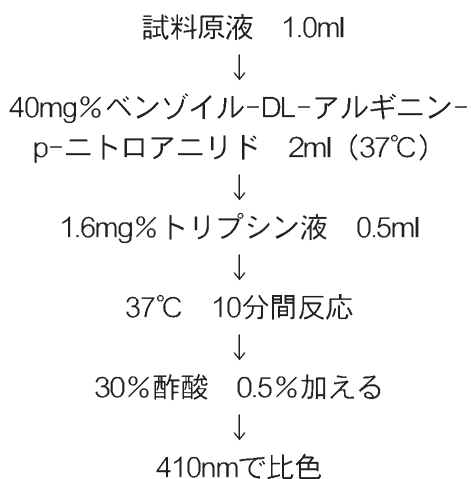 試料原液　1.0ml
↓
40mg%ベンゾイル-DL-アルギニン-
p-ニトロアニリド　2ml（37℃）
↓
1.6mg%トリプシン液　0.5ml
↓
37℃　10分間反応
↓
30%酢酸　0.5%加える
↓
410nmで比色